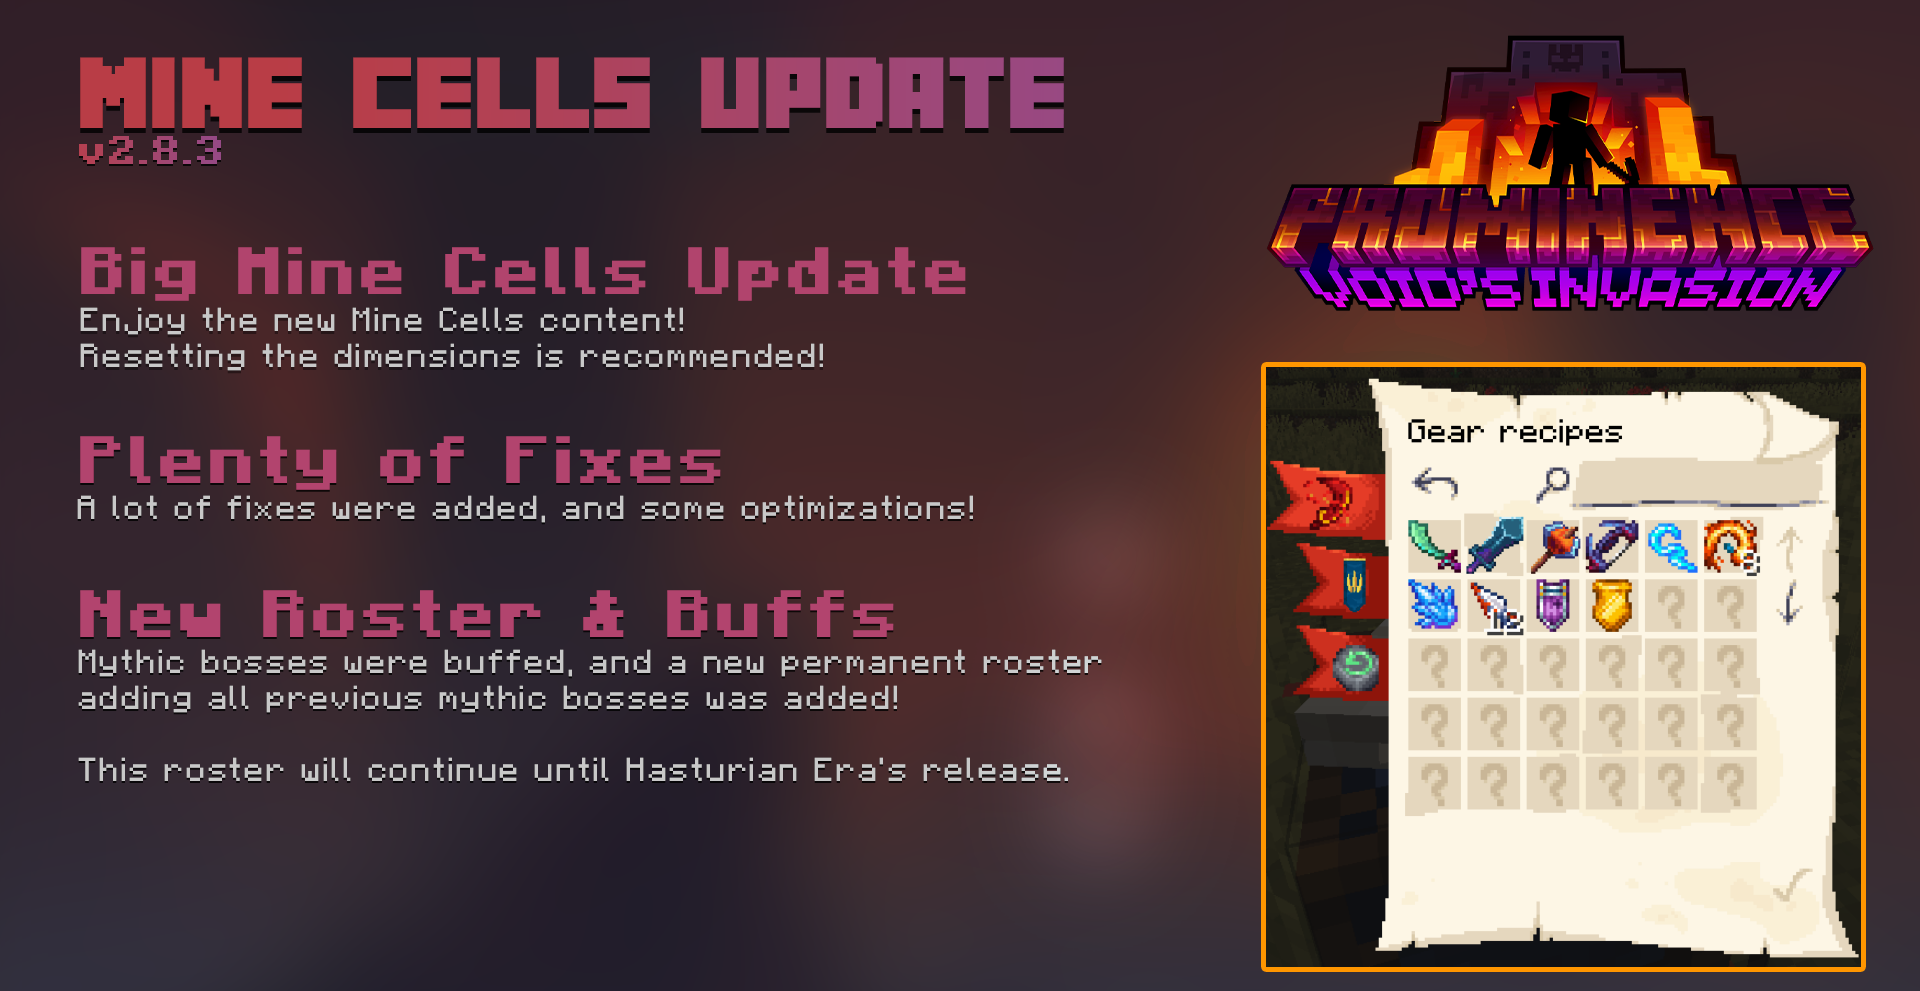 MINE CELLS UPDATE
v2.8.3
Big Mine Cells Update
Enjoy the new Mine Cells content!
Resetting the dimensions is recommended!
Plenty of Fixes
A lot of fixes were added, and some optimizations!
New Roster & Buffs
Mythic bosses were buffed, and a new permanent roster
adding all previous mythic bosses was added!
This roster will continue until Hasturian Era's release.
PROMINENCE
VOID'S INVASION
Gear recipes
8
12
? ?
? ? ? ? ? ?
? ? ? ? ? ?
? ? ? ? ? ?